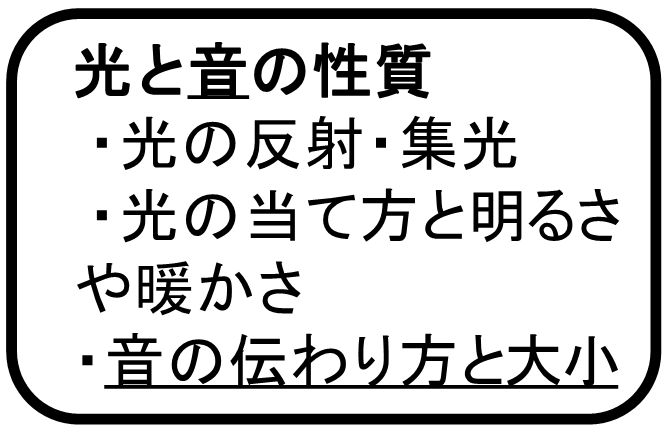 光と音の性質
・光の反射・集光
・光の当て方と明るさ
や暖かさ
・音の伝わり方と大小